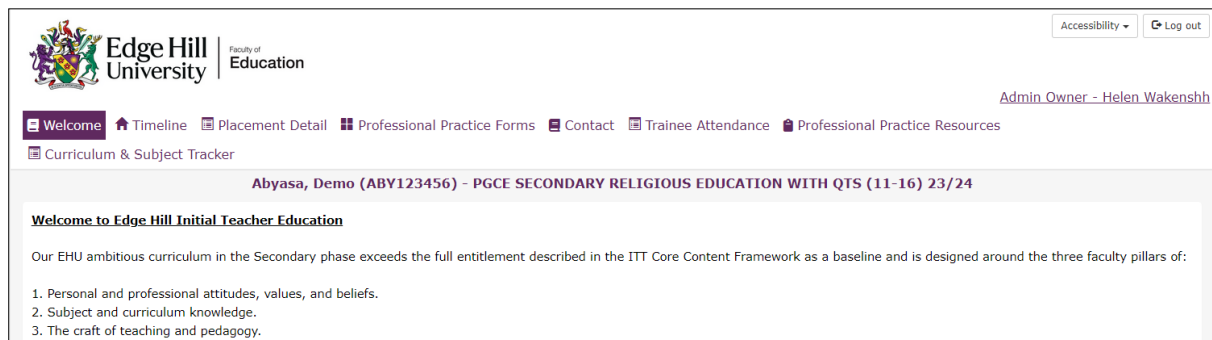 Accessibility
Log out
Edge Hill
University
Faculty of
Education
Admin Owner - Helen Wakenshh
Welcome Timeline Placement Detail Professional Practice Forms Contact Trainee Attendance Professional Practice Resources
Curriculum & Subject Tracker
Abyasa, Demo (ABY123456) - PGCE SECONDARY RELIGIOUS EDUCATION WITH QTS (11-16) 23/24
Welcome to Edge Hill Initial Teacher Education
Our EHU ambitious curriculum in the Secondary phase exceeds the full entitlement described in the ITT Core Content Framework as a baseline and is designed around the three faculty pillars of:
1. Personal and professional attitudes, values, and beliefs.
2. Subject and curriculum knowledge.
3. The craft of teaching and pedagogy.